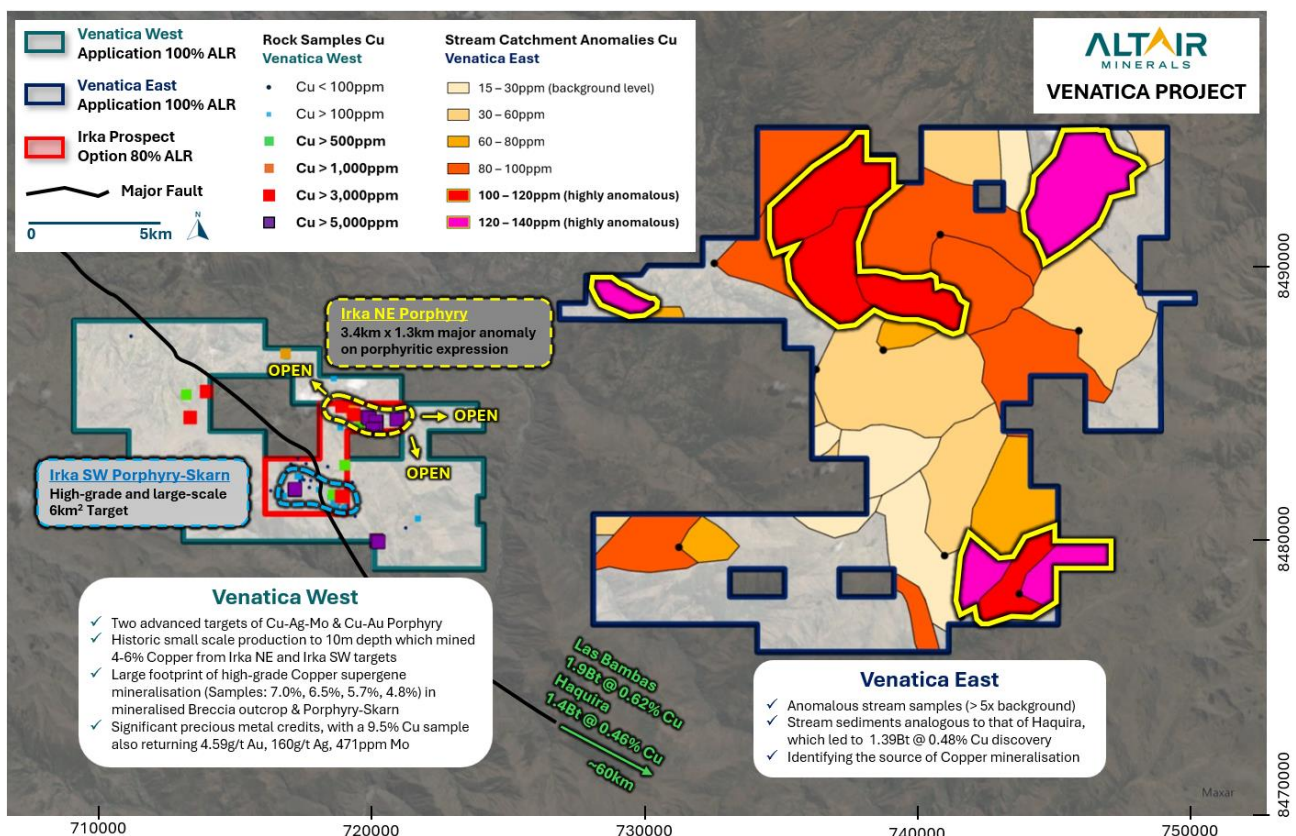 Venatica West
Application 100% ALR
Venatica East
Application 100% ALR
Irka Prospect
Option 80% ALR
Major Fault
0 5km
N
Rock Samples Cu
Venatica West
Cu < 100ppm
Cu > 100ppm
Cu > 500ppm
Cu > 1,000ppm
Cu > 3,000ppm
Cu > 5,000ppm
Stream Catchment Anomalies Cu
Venatica East
15 – 30ppm (background level)
30 – 60ppm
60 – 80ppm
80 – 100ppm
100 – 120ppm (highly anomalous)
120 – 140ppm (highly anomalous)
ALTAIR
MINERALS
VENATICA PROJECT
Irka NE Porphyry
3.4km x 1.3km major anomaly
on porphyritic expression
OPEN
OPEN
OPEN
Irka SW Porphyry-Skarn
High-grade and large-scale
6km² Target
Venatica West
✓ Two advanced targets of Cu-Ag-Mo & Cu-Au Porphyry
✓ Historic small scale production to 10m depth which mined
4-6% Copper from Irka NE and Irka SW targets
✓ Large footprint of high-grade Copper supergene
mineralisation (Samples: 7.0%, 6.5%, 5.7%, 4.8%) in
mineralised Breccia outcrop & Porphyry-Skarn
✓ Significant precious metal credits, with a 9.5% Cu sample
also returning 4.59g/t Au, 160g/t Ag, 471ppm Mo
Las Bambas
1.9Bt @ 0.62% Cu
Haquira
1.4Bt @ 0.46% Cu
~60km
Venatica East
✓ Anomalous stream samples (> 5x background)
✓ Stream sediments analogous to that of Haquira,
which led to 1.39Bt @ 0.48% Cu discovery
✓ Identifying the source of Copper mineralisation
Maxar
8490000
8480000
8470000
710000
720000
730000
740000
750000